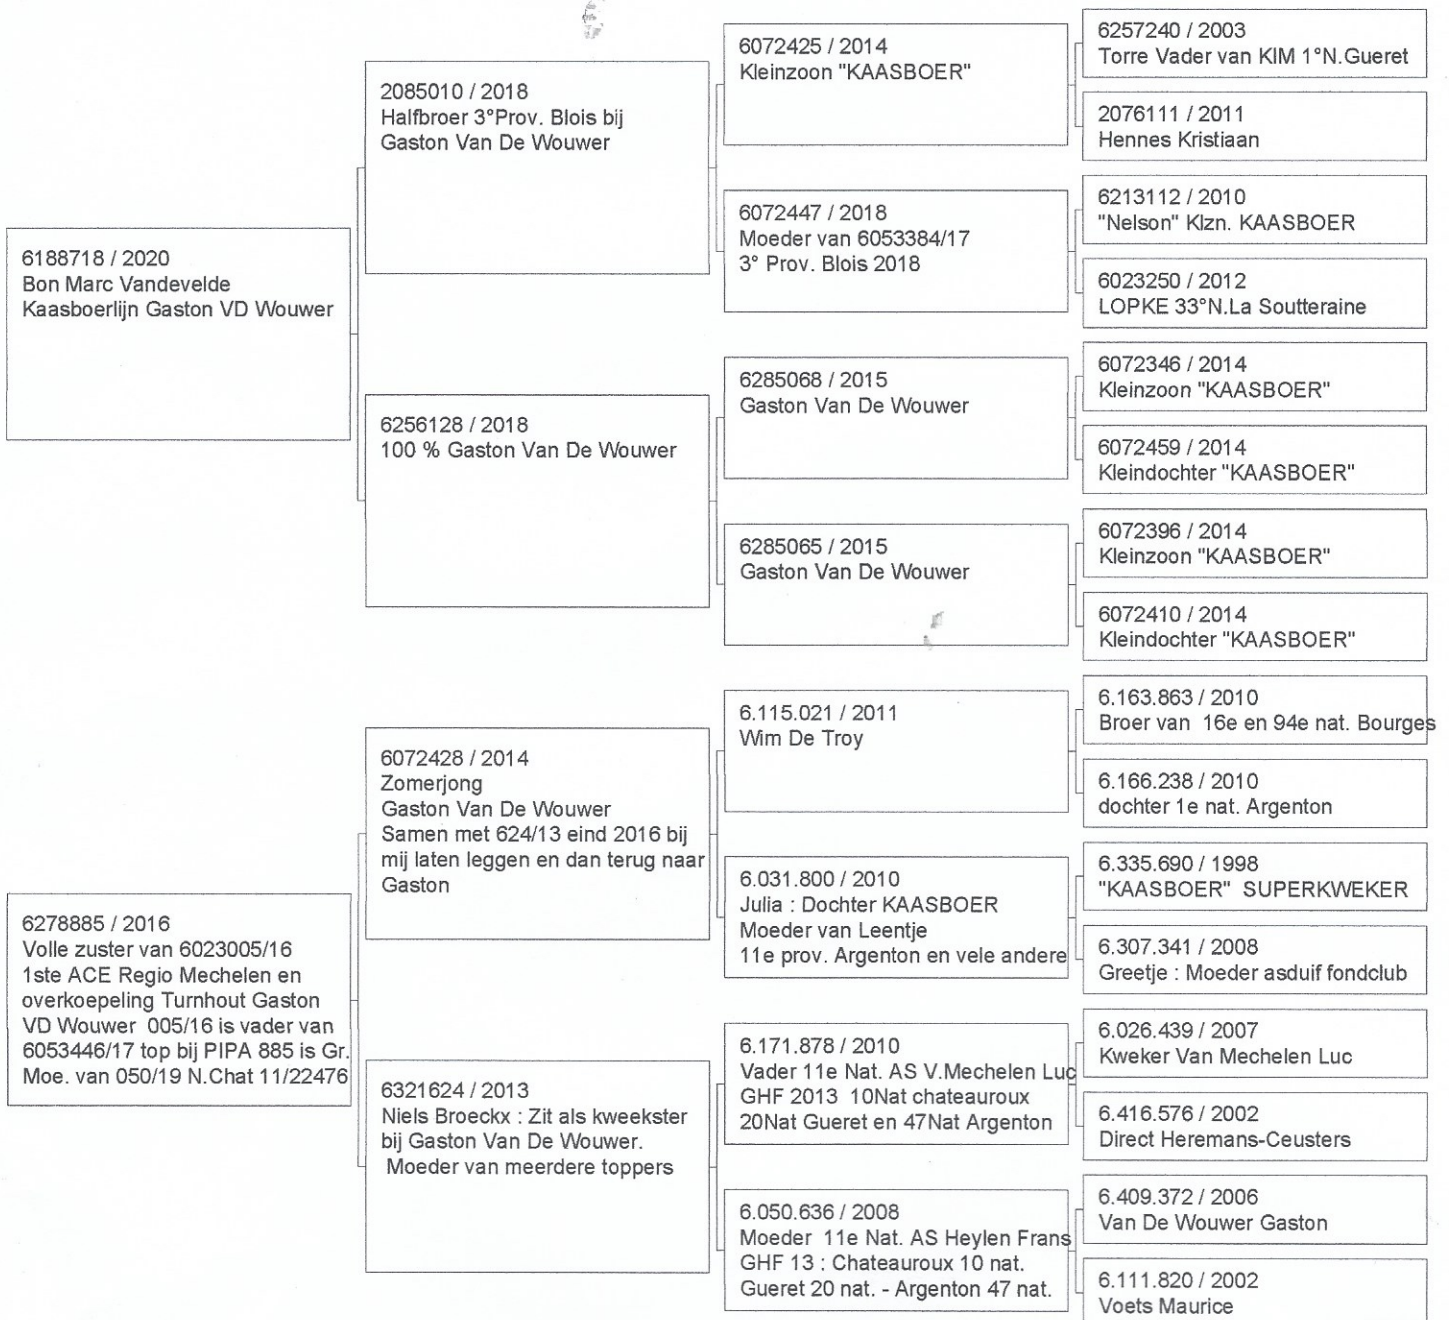 6188718 / 2020
Bon Marc Vandevelde
Kaasboerlijn Gaston VD Wouwer
6278885 / 2016
Volle zuster van 6023005/16
1ste ACE Regio Mechelen en
overkoepeling Turnhout Gaston
VD Wouwer 005/16 is vader van
6053446/17 top bij PIPA 885 is Gr.
Moe. van 050/19 N.Chat 11/22476
2085010 / 2018
Halfbroer 3°Prov. Blois bij
Gaston Van De Wouwer
6256128 / 2018
100 % Gaston Van De Wouwer
6072428 / 2014
Zomerjong
Gaston Van De Wouwer
Samen met 624/13 eind 2016 bij
mij laten leggen en dan terug naar
Gaston
6321624 / 2013
Niels Broeckx : Zit als kweekster
bij Gaston Van De Wouwer.
Moeder van meerdere toppers
6072425 / 2014
Kleinzoon "KAASBOER"
6072447 / 2018
Moeder van 6053384/17
3° Prov. Blois 2018
6285068 / 2015
Gaston Van De Wouwer
6285065 / 2015
Gaston Van De Wouwer
6.115.021 / 2011
Wim De Troy
6.031.800 / 2010
Julia : Dochter KAASBOER
Moeder van Leentje
11e prov. Argenton en vele andere
6.171.878 / 2010
Vader 11e Nat. AS V.Mechelen Luc
GHF 2013 10Nat chateauroux
20Nat Gueret en 47Nat Argenton
6.050.636 / 2008
Moeder 11e Nat. AS Heylen Frans
GHF 13 : Chateauroux 10 nat.
Gueret 20 nat. - Argenton 47 nat.
6257240 / 2003
Torre Vader van KIM 1°N.Gueret
2076111 / 2011
Hennes Kristiaan
6213112 / 2010
"Nelson" Klzn. KAASBOER
6023250 / 2012
LOPKE 33°N.La Soutteraine
6072346 / 2014
Kleinzoon "KAASBOER"
6072459 / 2014
Kleindochter "KAASBOER"
6072396 / 2014
Kleinzoon "KAASBOER"
6072410 / 2014
Kleindochter "KAASBOER"
6.163.863 / 2010
Broer van 16e en 94e nat. Bourges
6.166.238 / 2010
dochter 1e nat. Argenton
6.335.690 / 1998
"KAASBOER" SUPERKWEKER
6.307.341 / 2008
Greetje : Moeder asduif fondclub
6.026.439 / 2007
Kweker Van Mechelen Luc
6.416.576 / 2002
Direct Heremans-Ceusters
6.409.372 / 2006
Van De Wouwer Gaston
6.111.820 / 2002
Voets Maurice